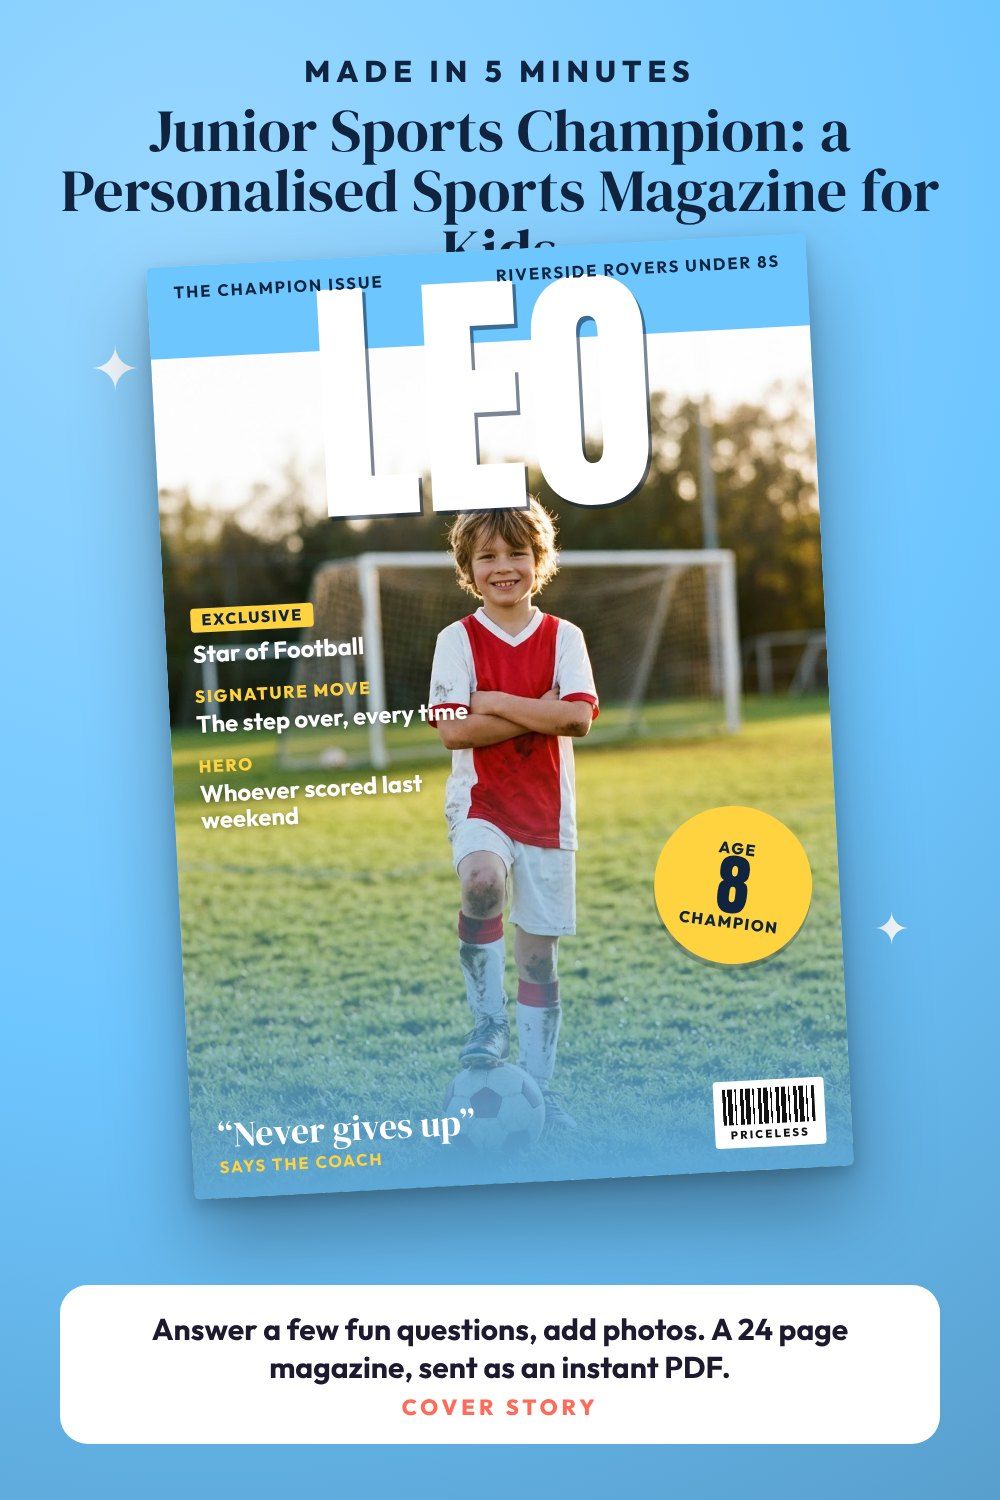 MADE IN 5 MINUTES
Junior Sports Champion: a
Personalised Sports Magazine for
Kids
THE CHAMPION ISSUE
RIVERSIDE ROVERS UNDER 8S
LEO
EXCLUSIVE
Star of Football
SIGNATURE MOVE
The step over, every time
HERO
Whoever scored last
weekend
AGE
8
CHAMPION
"Never gives up"
SAYS THE COACH
PRICELESS
Answer a few fun questions, add photos. A 24 page
magazine, sent as an instant PDF.
COVER STORY